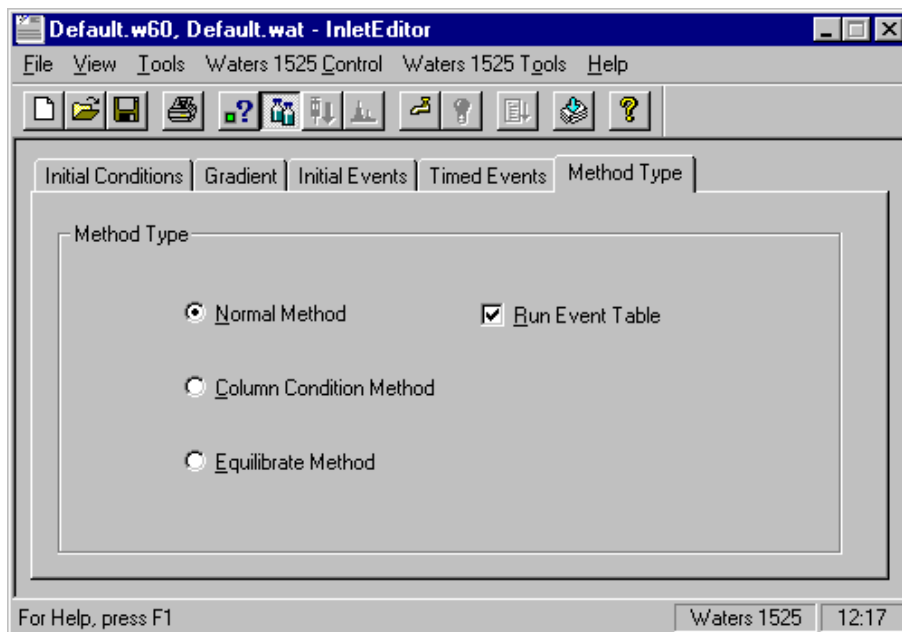 Default.w60, Default.wat - InletEditor
File View Tools Waters 1525 Control Waters 1525 Tools Help
Initial Conditions Gradient Initial Events Timed Events Method Type
Method Type
Normal Method Run Event Table
Column Condition Method
Equilibrate Method
For Help, press F1 Waters 1525 12:17